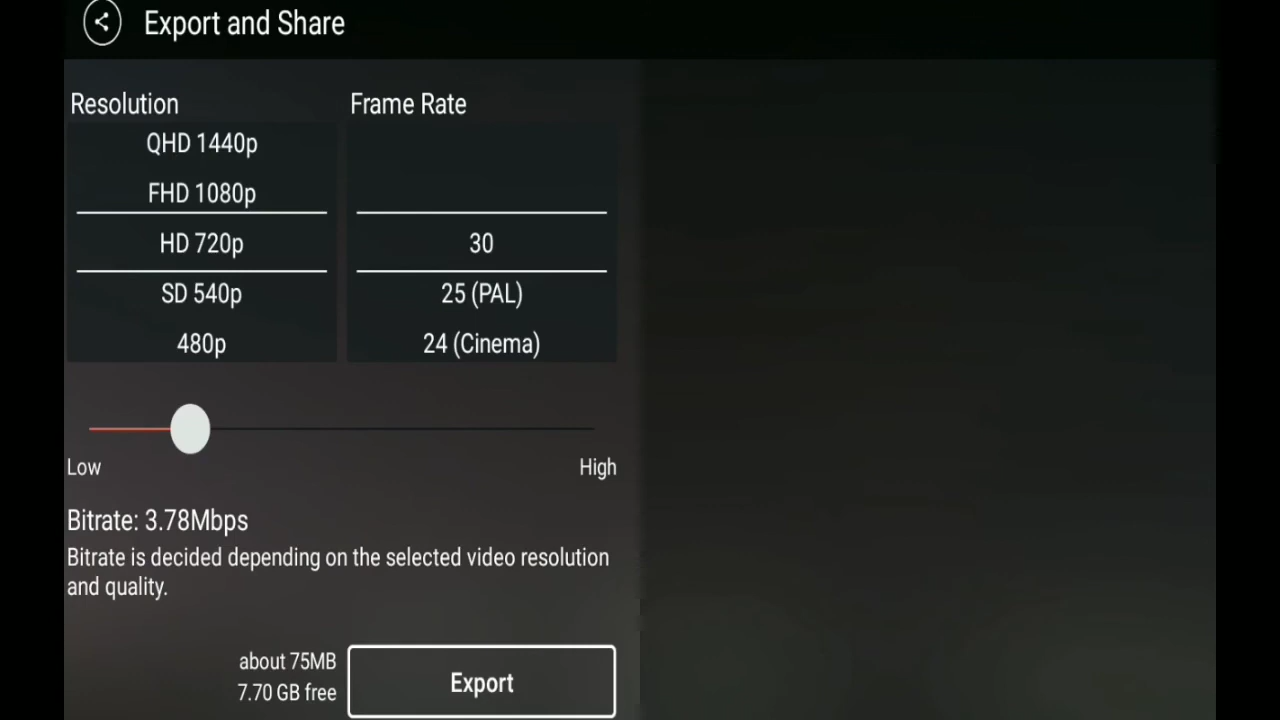 Export and Share
Resolution
Frame Rate
QHD 1440p
FHD 1080p
HD 720p
SD 540p
480p
30
25 (PAL)
24 (Cinema)
Low
High
Bitrate: 3.78Mbps
Bitrate is decided depending on the selected video resolution
and quality.
about 75MB
7.70 GB free
Export